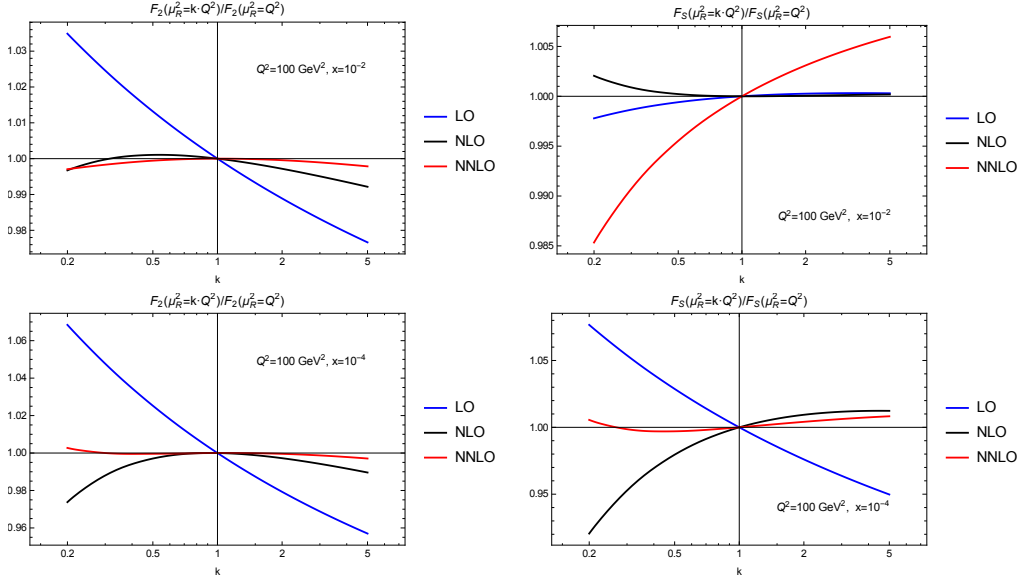 F₂(μ_R²=k·Q²)/F₂(μ_R²=Q²)
1.03
1.02
1.01
1.00
0.99
0.98
Q²=100 GeV², x=10⁻²
0.2 0.5 1 2 5
k
LO
NLO
NNLO
F_S(μ_R²=k·Q²)/F_S(μ_R²=Q²)
1.005
1.000
0.995
0.990
0.985
Q²=100 GeV², x=10⁻²
0.2 0.5 1 2 5
k
LO
NLO
NNLO
F₂(μ_R²=k·Q²)/F₂(μ_R²=Q²)
1.06
1.04
1.02
1.00
0.98
0.96
Q²=100 GeV², x=10⁻⁴
0.2 0.5 1 2 5
k
LO
NLO
NNLO
F_S(μ_R²=k·Q²)/F_S(μ_R²=Q²)
1.05
1.00
0.95
Q²=100 GeV², x=10⁻⁴
0.2 0.5 1 2 5
k
LO
NLO
NNLO